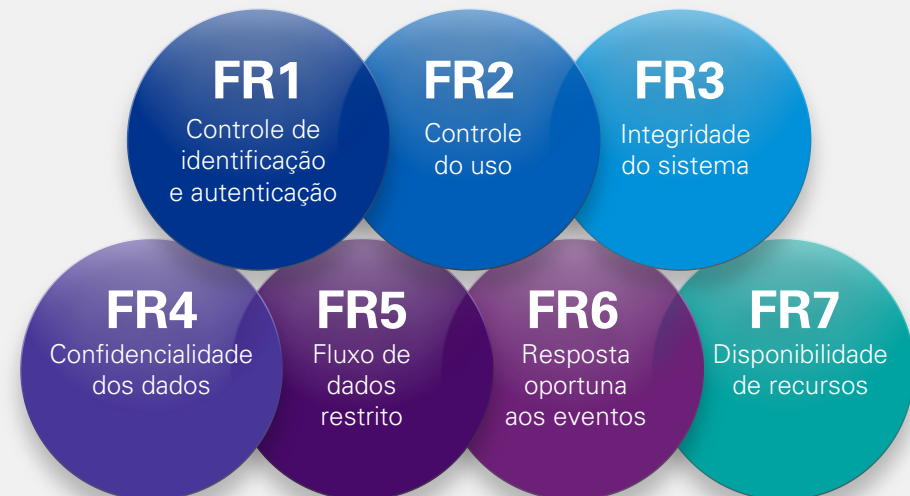 FR1
Controle de
identificação
e autenticação
FR2
Controle
do uso
FR3
Integridade
do sistema
FR4
Confidencialidade
dos dados
FR5
Fluxo de
dados
restrito
FR6
Resposta
oportuna
aos eventos
FR7
Disponibilidade
de recursos